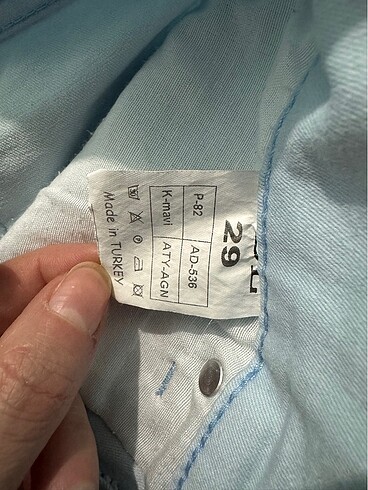 29
P-82 AD-536
K-mavi ATY-AGN
Made in TURKEY